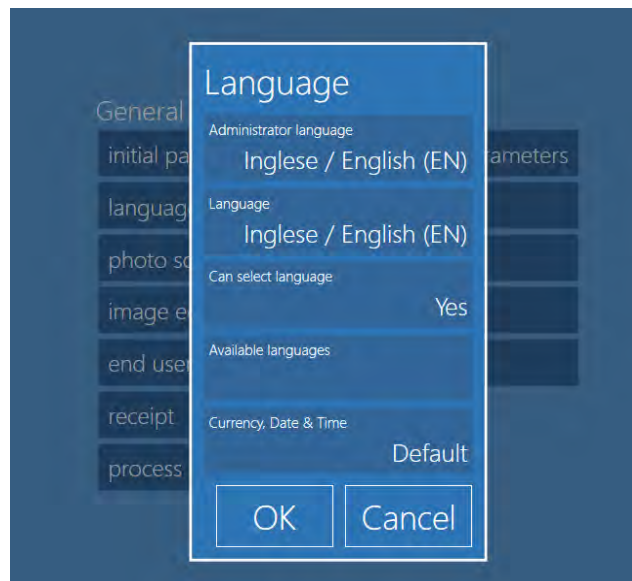 Language
General
Administrator language
Inglese / English (EN)
initial pa
rameters
Language
Inglese / English (EN)
languag
Can select language
Yes
photo sc
image e
Available languages
end user
receipt
Currency, Date & Time
Default
process
OK
Cancel